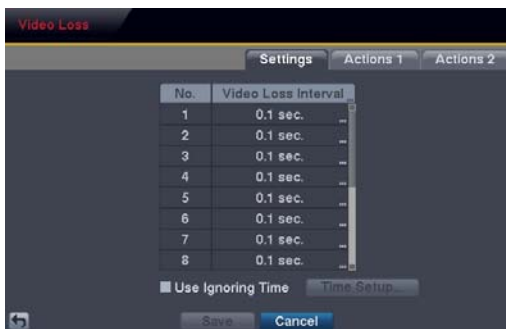 Video Loss
Settings Actions 1 Actions 2
No. Video Loss Interval ...
1 0.1 sec. ...
2 0.1 sec. ...
3 0.1 sec. ...
4 0.1 sec. ...
5 0.1 sec. ...
6 0.1 sec. ...
7 0.1 sec. ...
8 0.1 sec. ...
Use Ignoring Time Time Setup...
Save Cancel